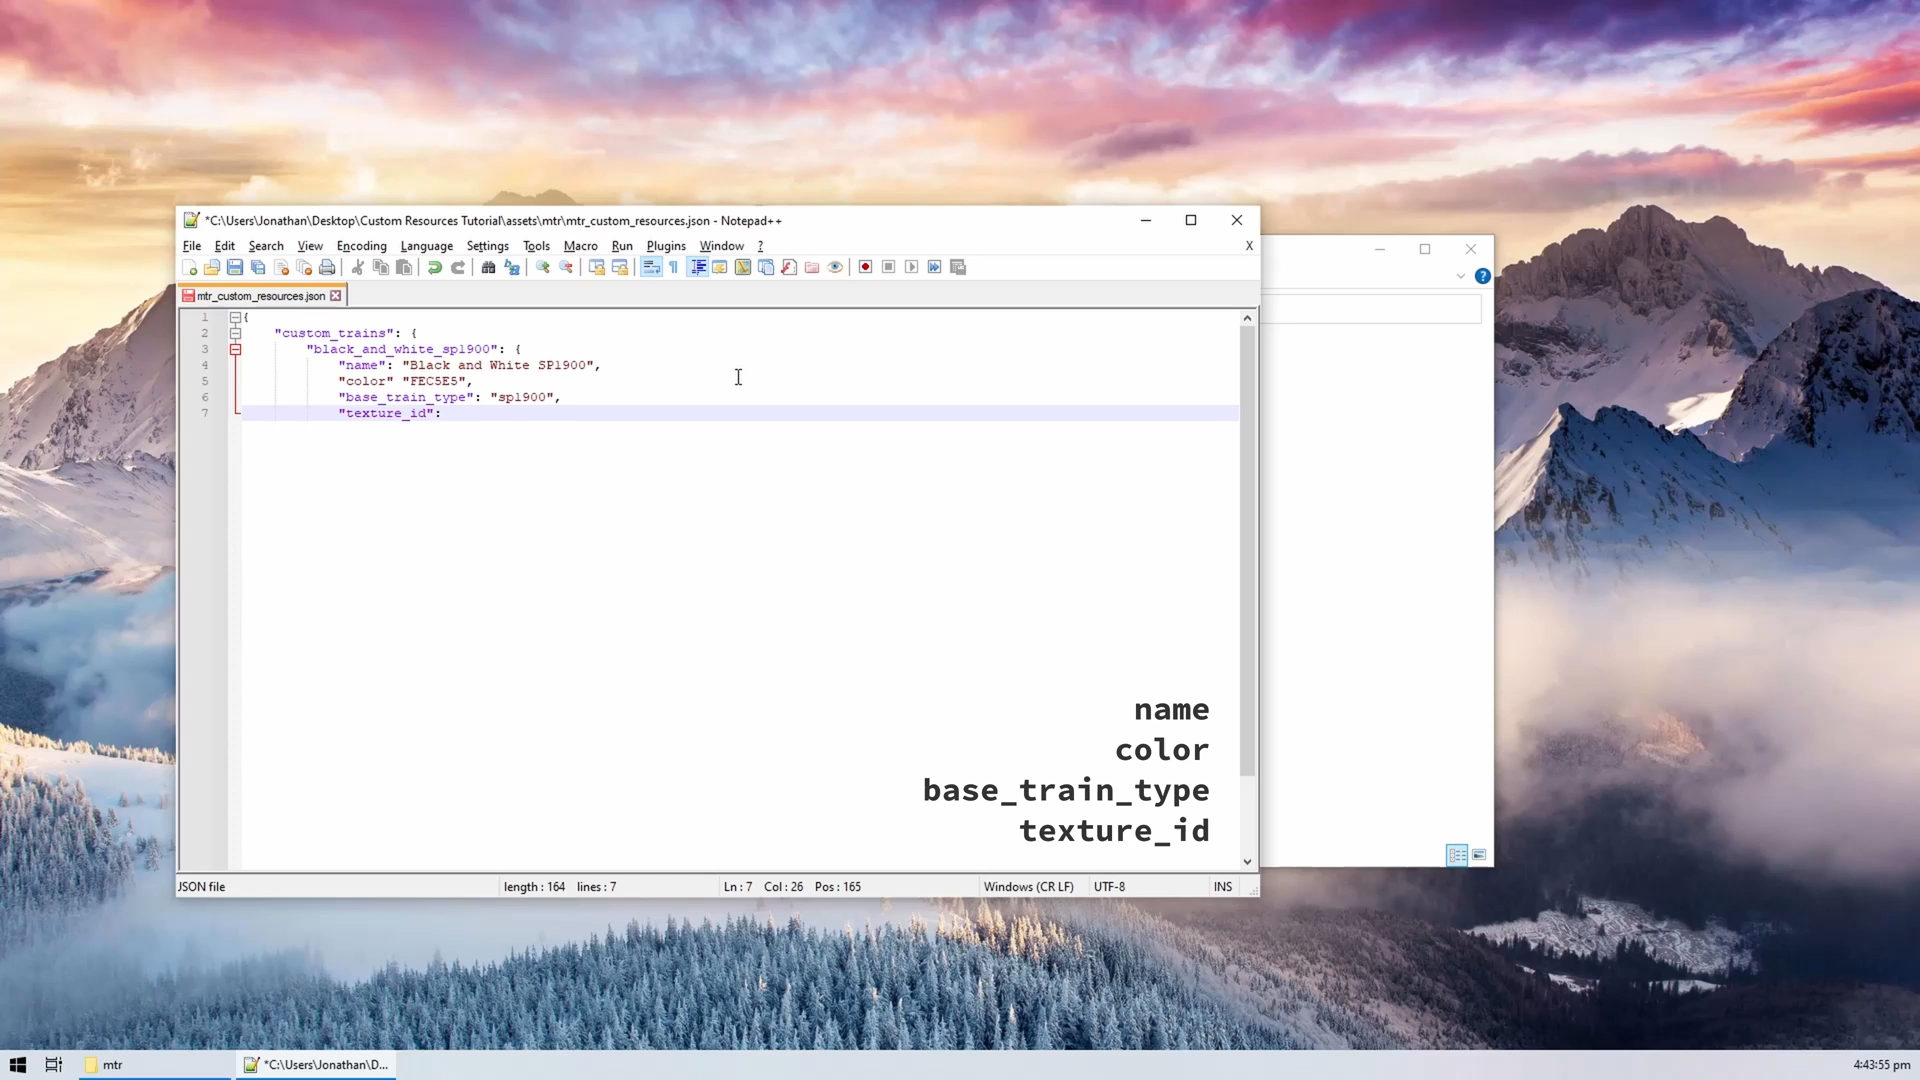 *C:\Users\Jonathan\Desktop\Custom Resources Tutorial\assets\mtr\mtr_custom_resources.json - Notepad++
File Edit Search View Encoding Language Settings Tools Macro Run Plugins Window ? X
mtr_custom_resources.json
1 {
2 "custom_trains": {
3 "black_and_white_sp1900": {
4 "name": "Black and White SP1900",
5 "color" "FEC5E5",
6 "base_train_type": "sp1900",
7 "texture_id":
name
color
base_train_type
texture_id
JSON file length : 164 lines : 7 Ln : 7 Col : 26 Pos : 165 Windows (CR LF) UTF-8 INS
mtr *C:\Users\Jonathan\D... 4:43:55 pm